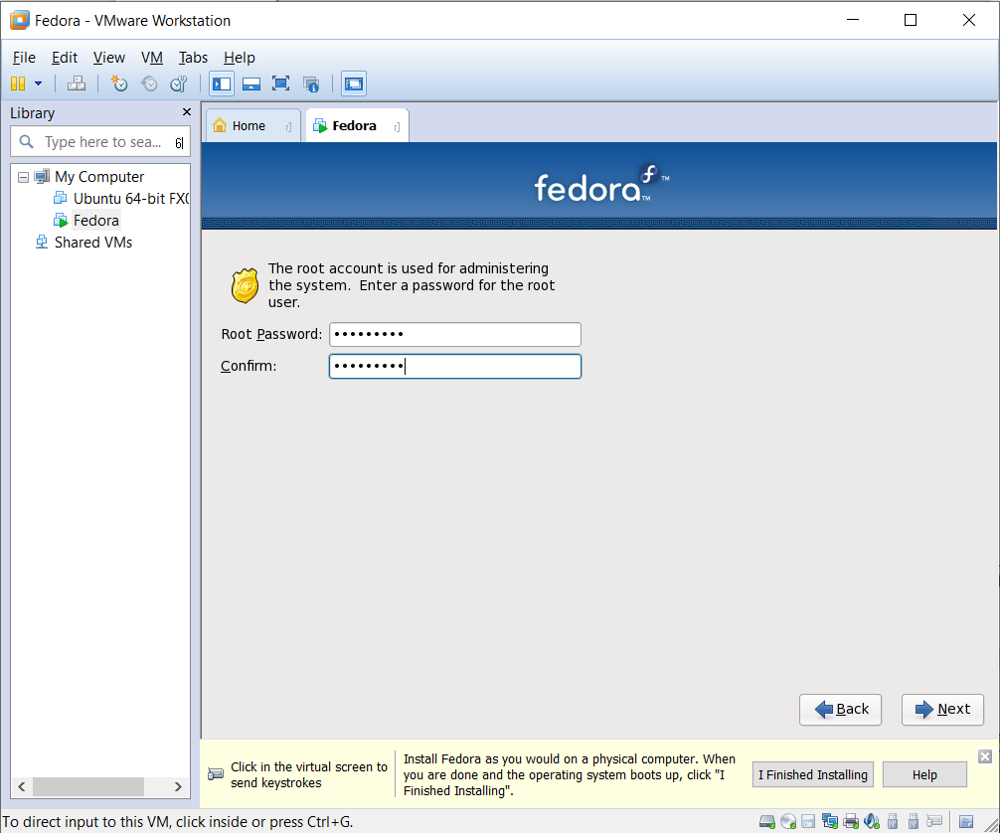 Fedora - VMware Workstation
File Edit View VM Tabs Help
Library
Type here to sea...
My Computer
Ubuntu 64-bit FX
Fedora
Shared VMs
Home
Fedora
fedora™
™
The root account is used for administering
the system. Enter a password for the root
user.
Root Password: •••••••••
Confirm: •••••••••
Back
Next
Click in the virtual screen to
send keystrokes
Install Fedora as you would on a physical computer. When
you are done and the operating system boots up, click "I
Finished Installing".
I Finished Installing
Help
To direct input to this VM, click inside or press Ctrl+G.